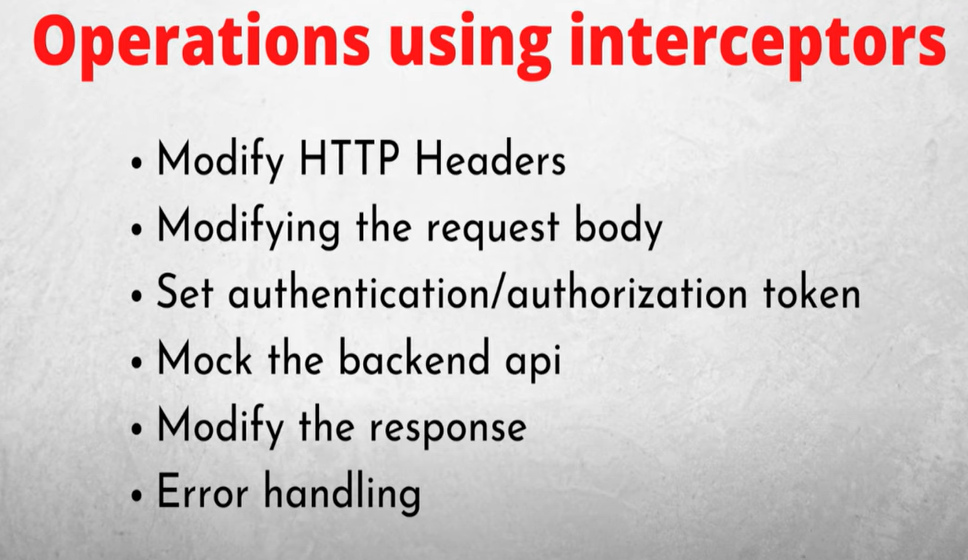 Operations using interceptors
• Modify HTTP Headers
• Modifying the request body
• Set authentication/authorization token
• Mock the backend api
• Modify the response
• Error handling